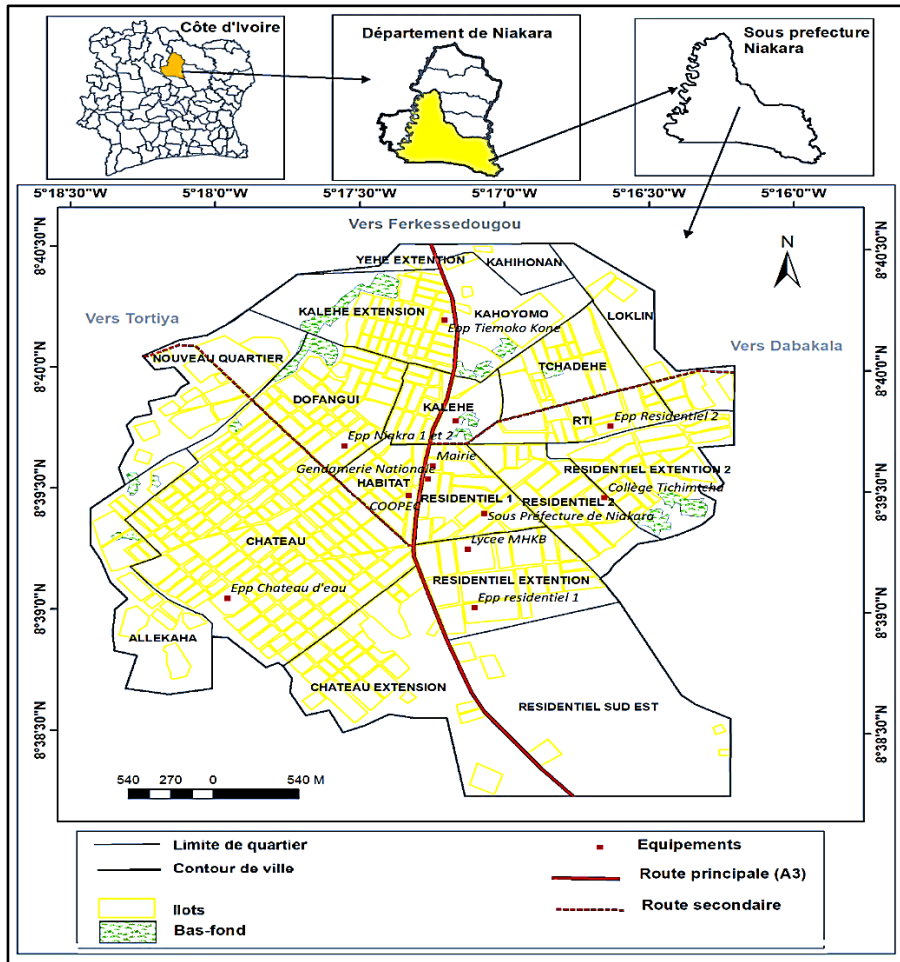 Côte d'Ivoire
Département de Niakara
Sous prefecture
Niakara
5°18'30"W
5°18'0"W
5°17'30"W
5°17'0"W
5°16'30"W
5°16'0"W
8°40'30"N
8°40'0"N
8°39'30"N
8°39'0"N
8°38'30"N
8°40'30"N
8°40'0"N
8°39'30"N
8°39'0"N
8°38'30"N
Vers Ferkessedougou
N
YEHE EXTENTION
KAHIHONAN
KALEHE EXTENSION
KAHOYOMO
LOKLIN
Epp Tiemoko Kone
Vers Tortiya
Vers Dabakala
NOUVEAU QUARTIER
TCHADEHE
DOFANGUI
KALEHE
RTI
Epp Residentiel 2
Epp Niakra 1 et 2
Mairie
Gendamerie Nationale
RESIDENTIEL EXTENTION 2
HABITAT
Collège Tichimtcha
COOPEC
RESIDENTIEL 1
RESIDENTIEL 2
Sous Préfecture de Niakara
CHATEAU
Lycee MHKB
RESIDENTIEL EXTENTION
Epp Chateau d'eau
Epp residentiel 1
ALLEKAHA
CHATEAU EXTENSION
RESIDENTIEL SUD EST
540 270 0 540 M
Limite de quartier
Contour de ville
Ilots
Bas-fond
Equipements
Route principale (A3)
Route secondaire